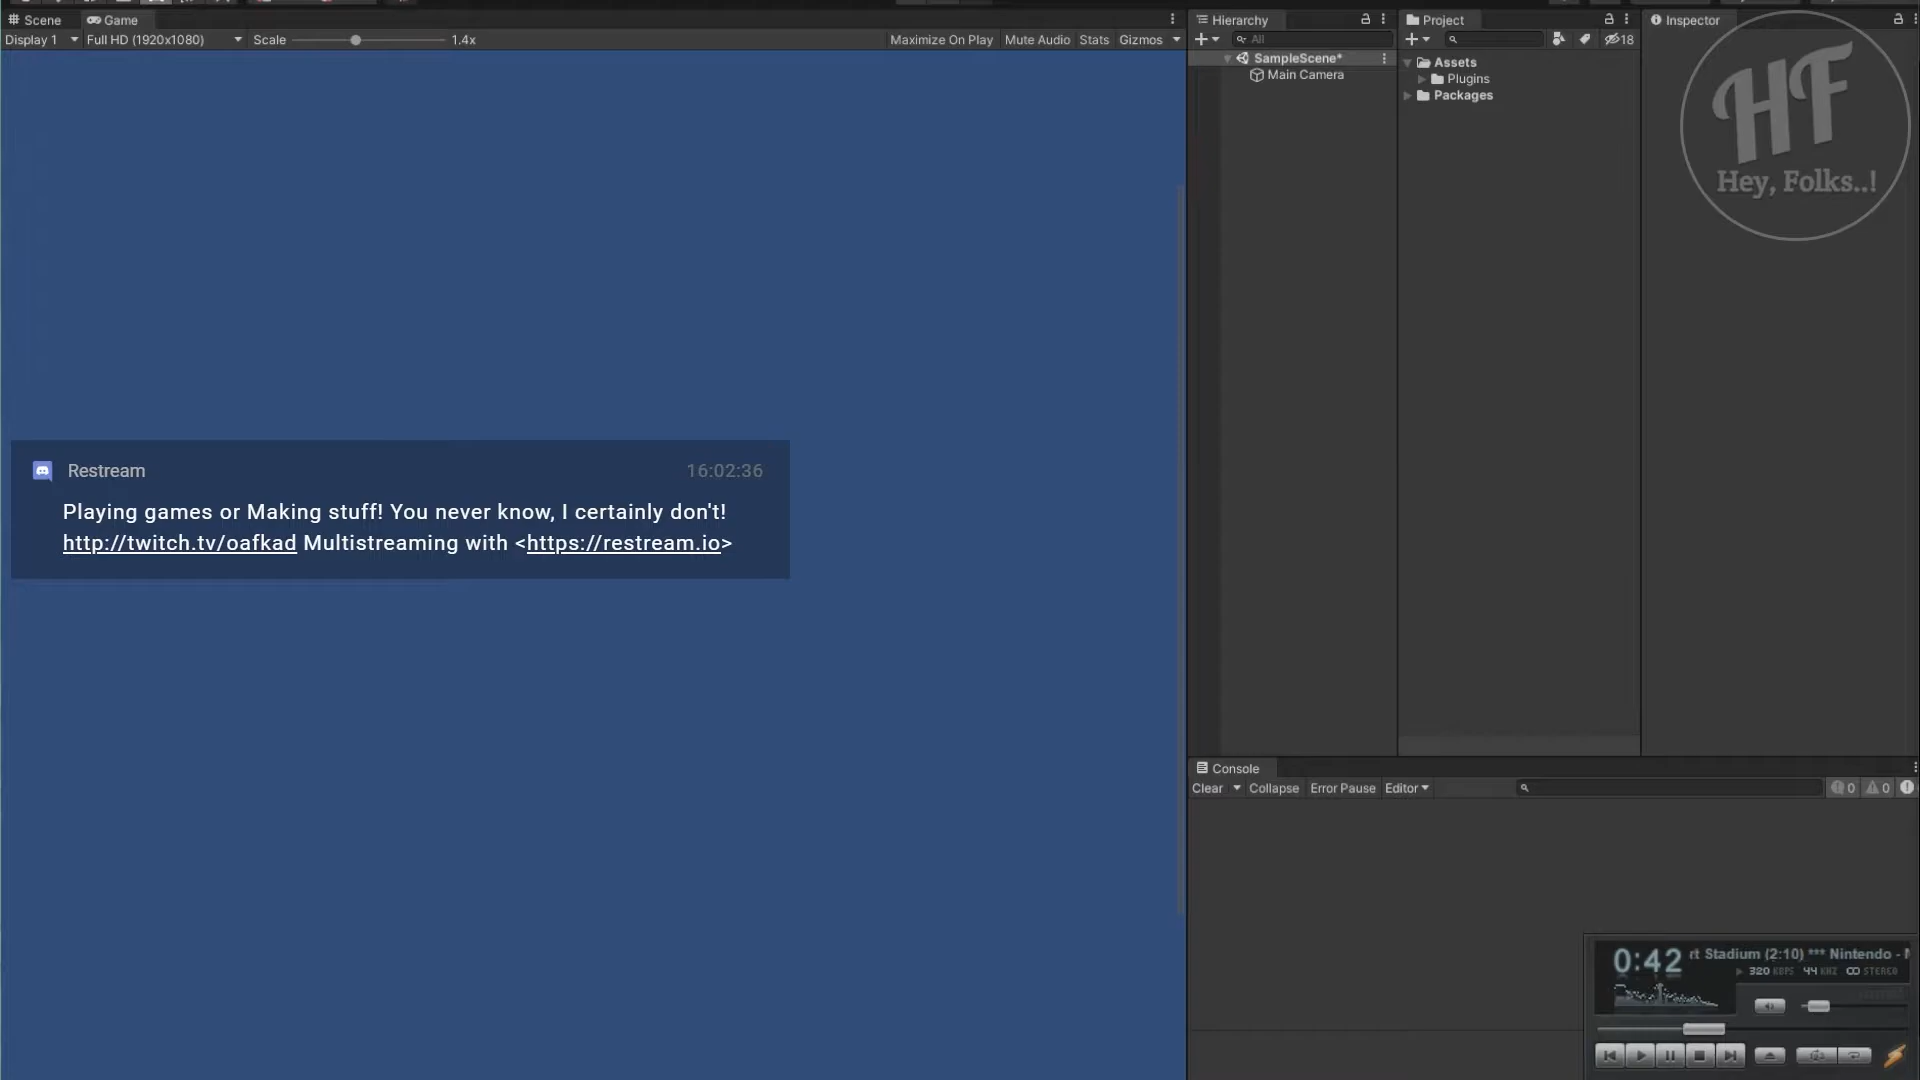 Scene
Game
Display 1
Full HD (1920x1080)
Scale
1.4x
Maximize On Play
Mute Audio
Stats
Gizmos
Hierarchy
All
SampleScene*
Main Camera
Project
18
Assets
Plugins
Packages
Inspector
HF
Hey, Folks..!
Restream
16:02:36
Playing games or Making stuff! You never know, I certainly don't!
http://twitch.tv/oafkad Multistreaming with <https://restream.io>
Console
Clear
Collapse
Error Pause
Editor
0
0
0:42
rt Stadium (2:10) *** Nintendo -
320 KBPS 44 KHZ STEREO